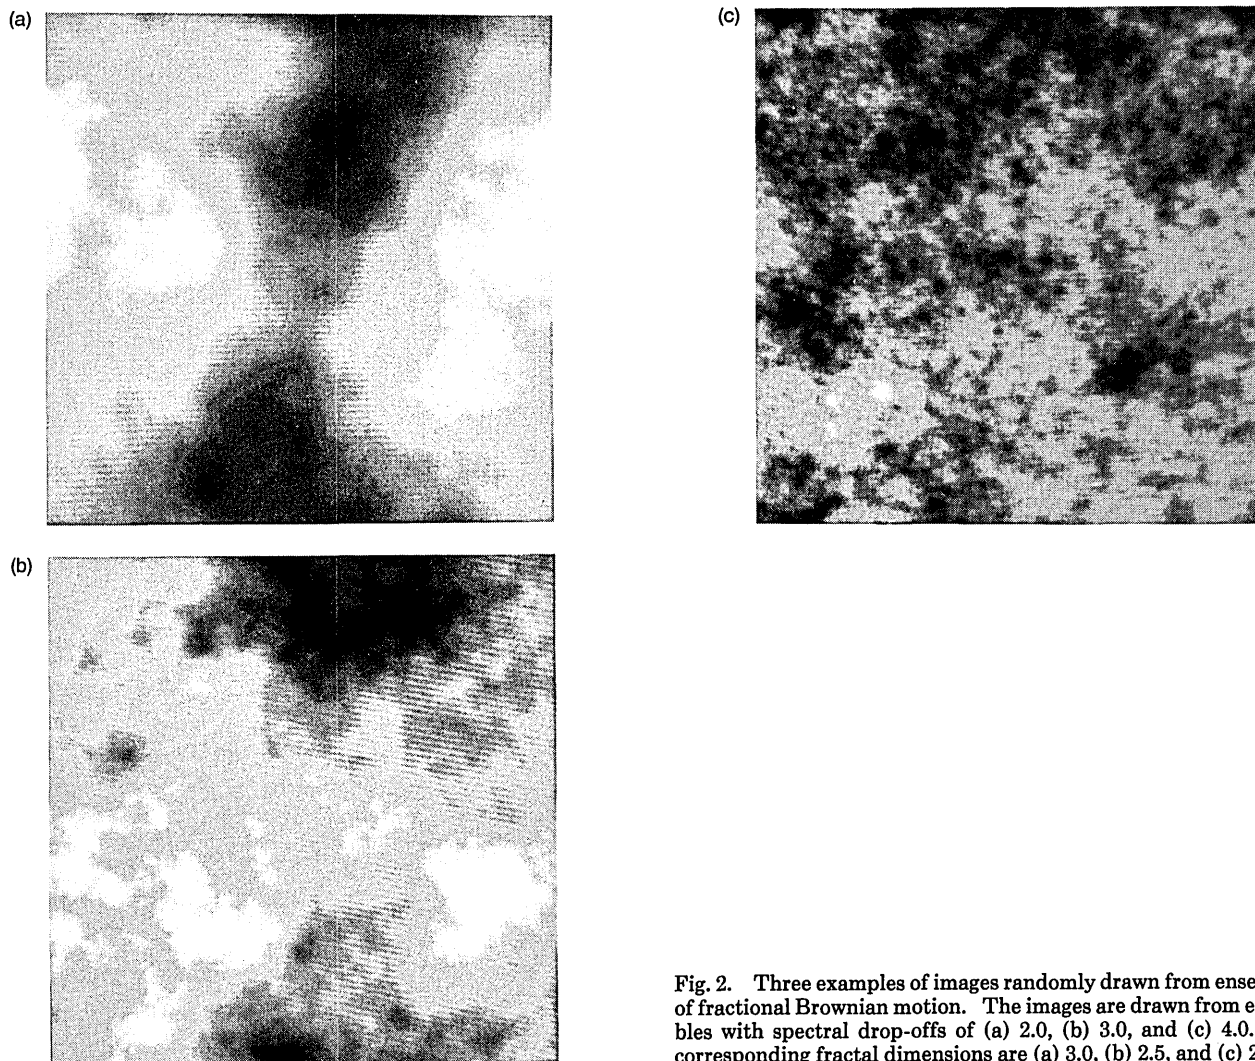 (a)
(c)
(b)
Fig. 2. Three examples of images randomly drawn from ense
of fractional Brownian motion. The images are drawn from e
bles with spectral drop-offs of (a) 2.0, (b) 3.0, and (c) 4.0.
corresponding fractal dimensions are (a) 3.0, (b) 2.5, and (c)